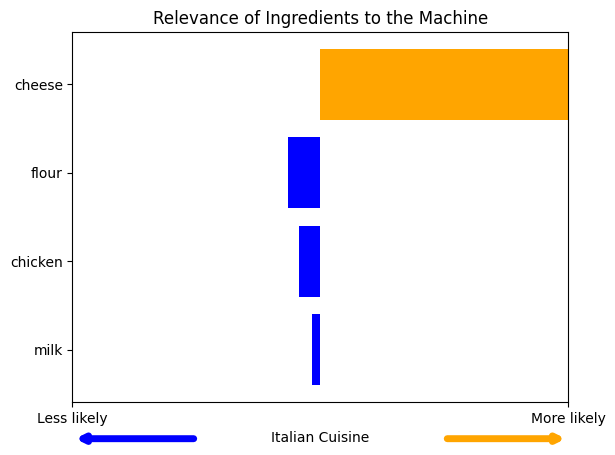 Relevance of Ingredients to the Machine
cheese
flour
chicken
milk
Less likely
More likely
Italian Cuisine